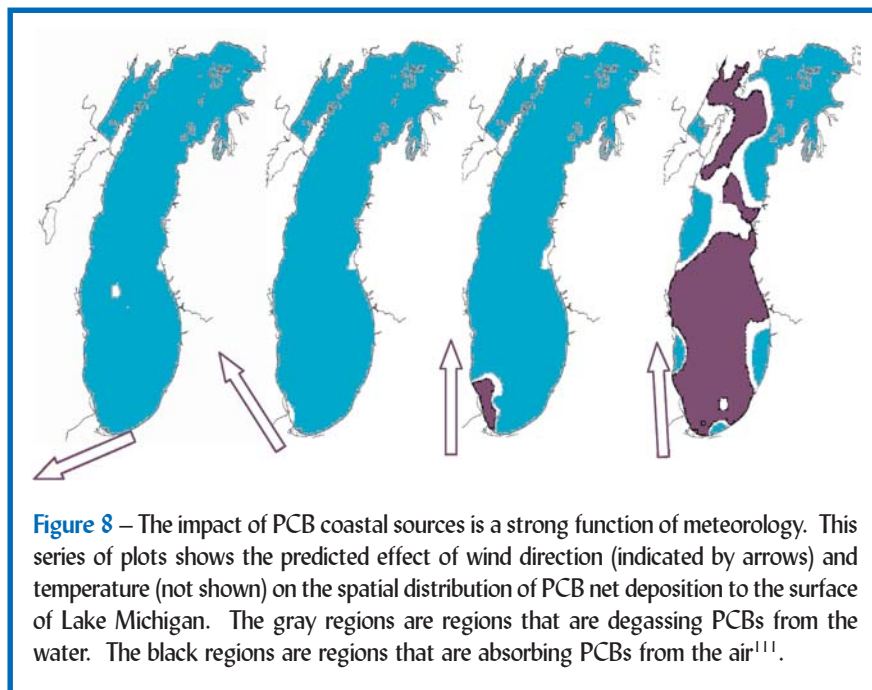 Figure 8 – The impact of PCB coastal sources is a strong function of meteorology. This
series of plots shows the predicted effect of wind direction (indicated by arrows) and
temperature (not shown) on the spatial distribution of PCB net deposition to the surface
of Lake Michigan. The gray regions are regions that are degassing PCBs from the
water. The black regions are regions that are absorbing PCBs from the air¹¹¹.